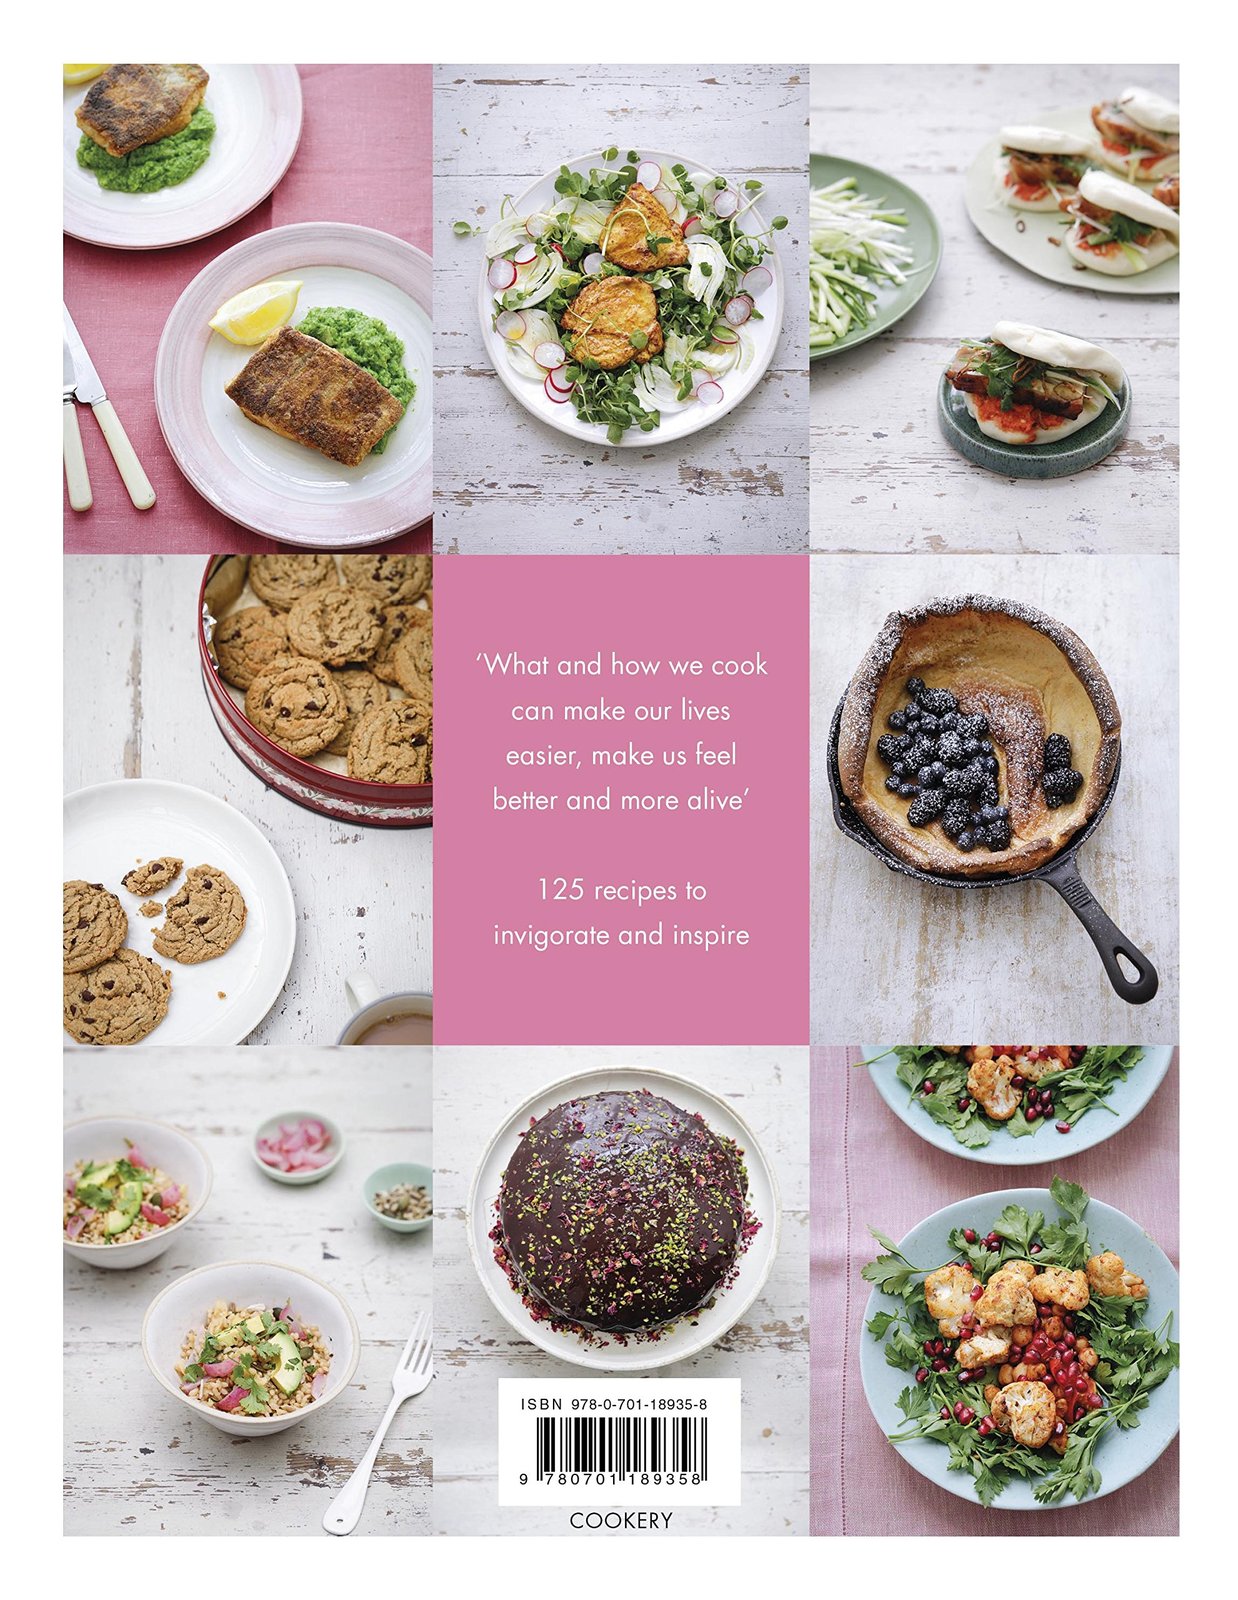 ‘What and how we cook
can make our lives
easier, make us feel
better and more alive’
125 recipes to
invigorate and inspire
ISBN 978-0-701-18935-8
9 780701 189358
COOKERY